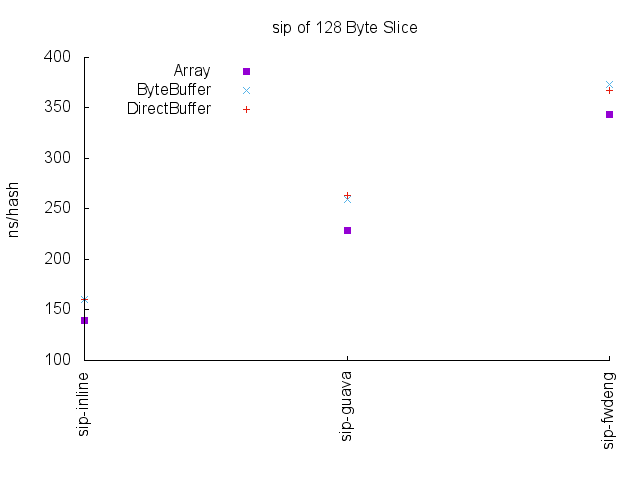 sip of 128 Byte Slice
400
350
300
250
200
150
100
ns/hash
Array
ByteBuffer
DirectBuffer
sip-inline
sip-guava
sip-fwdeng